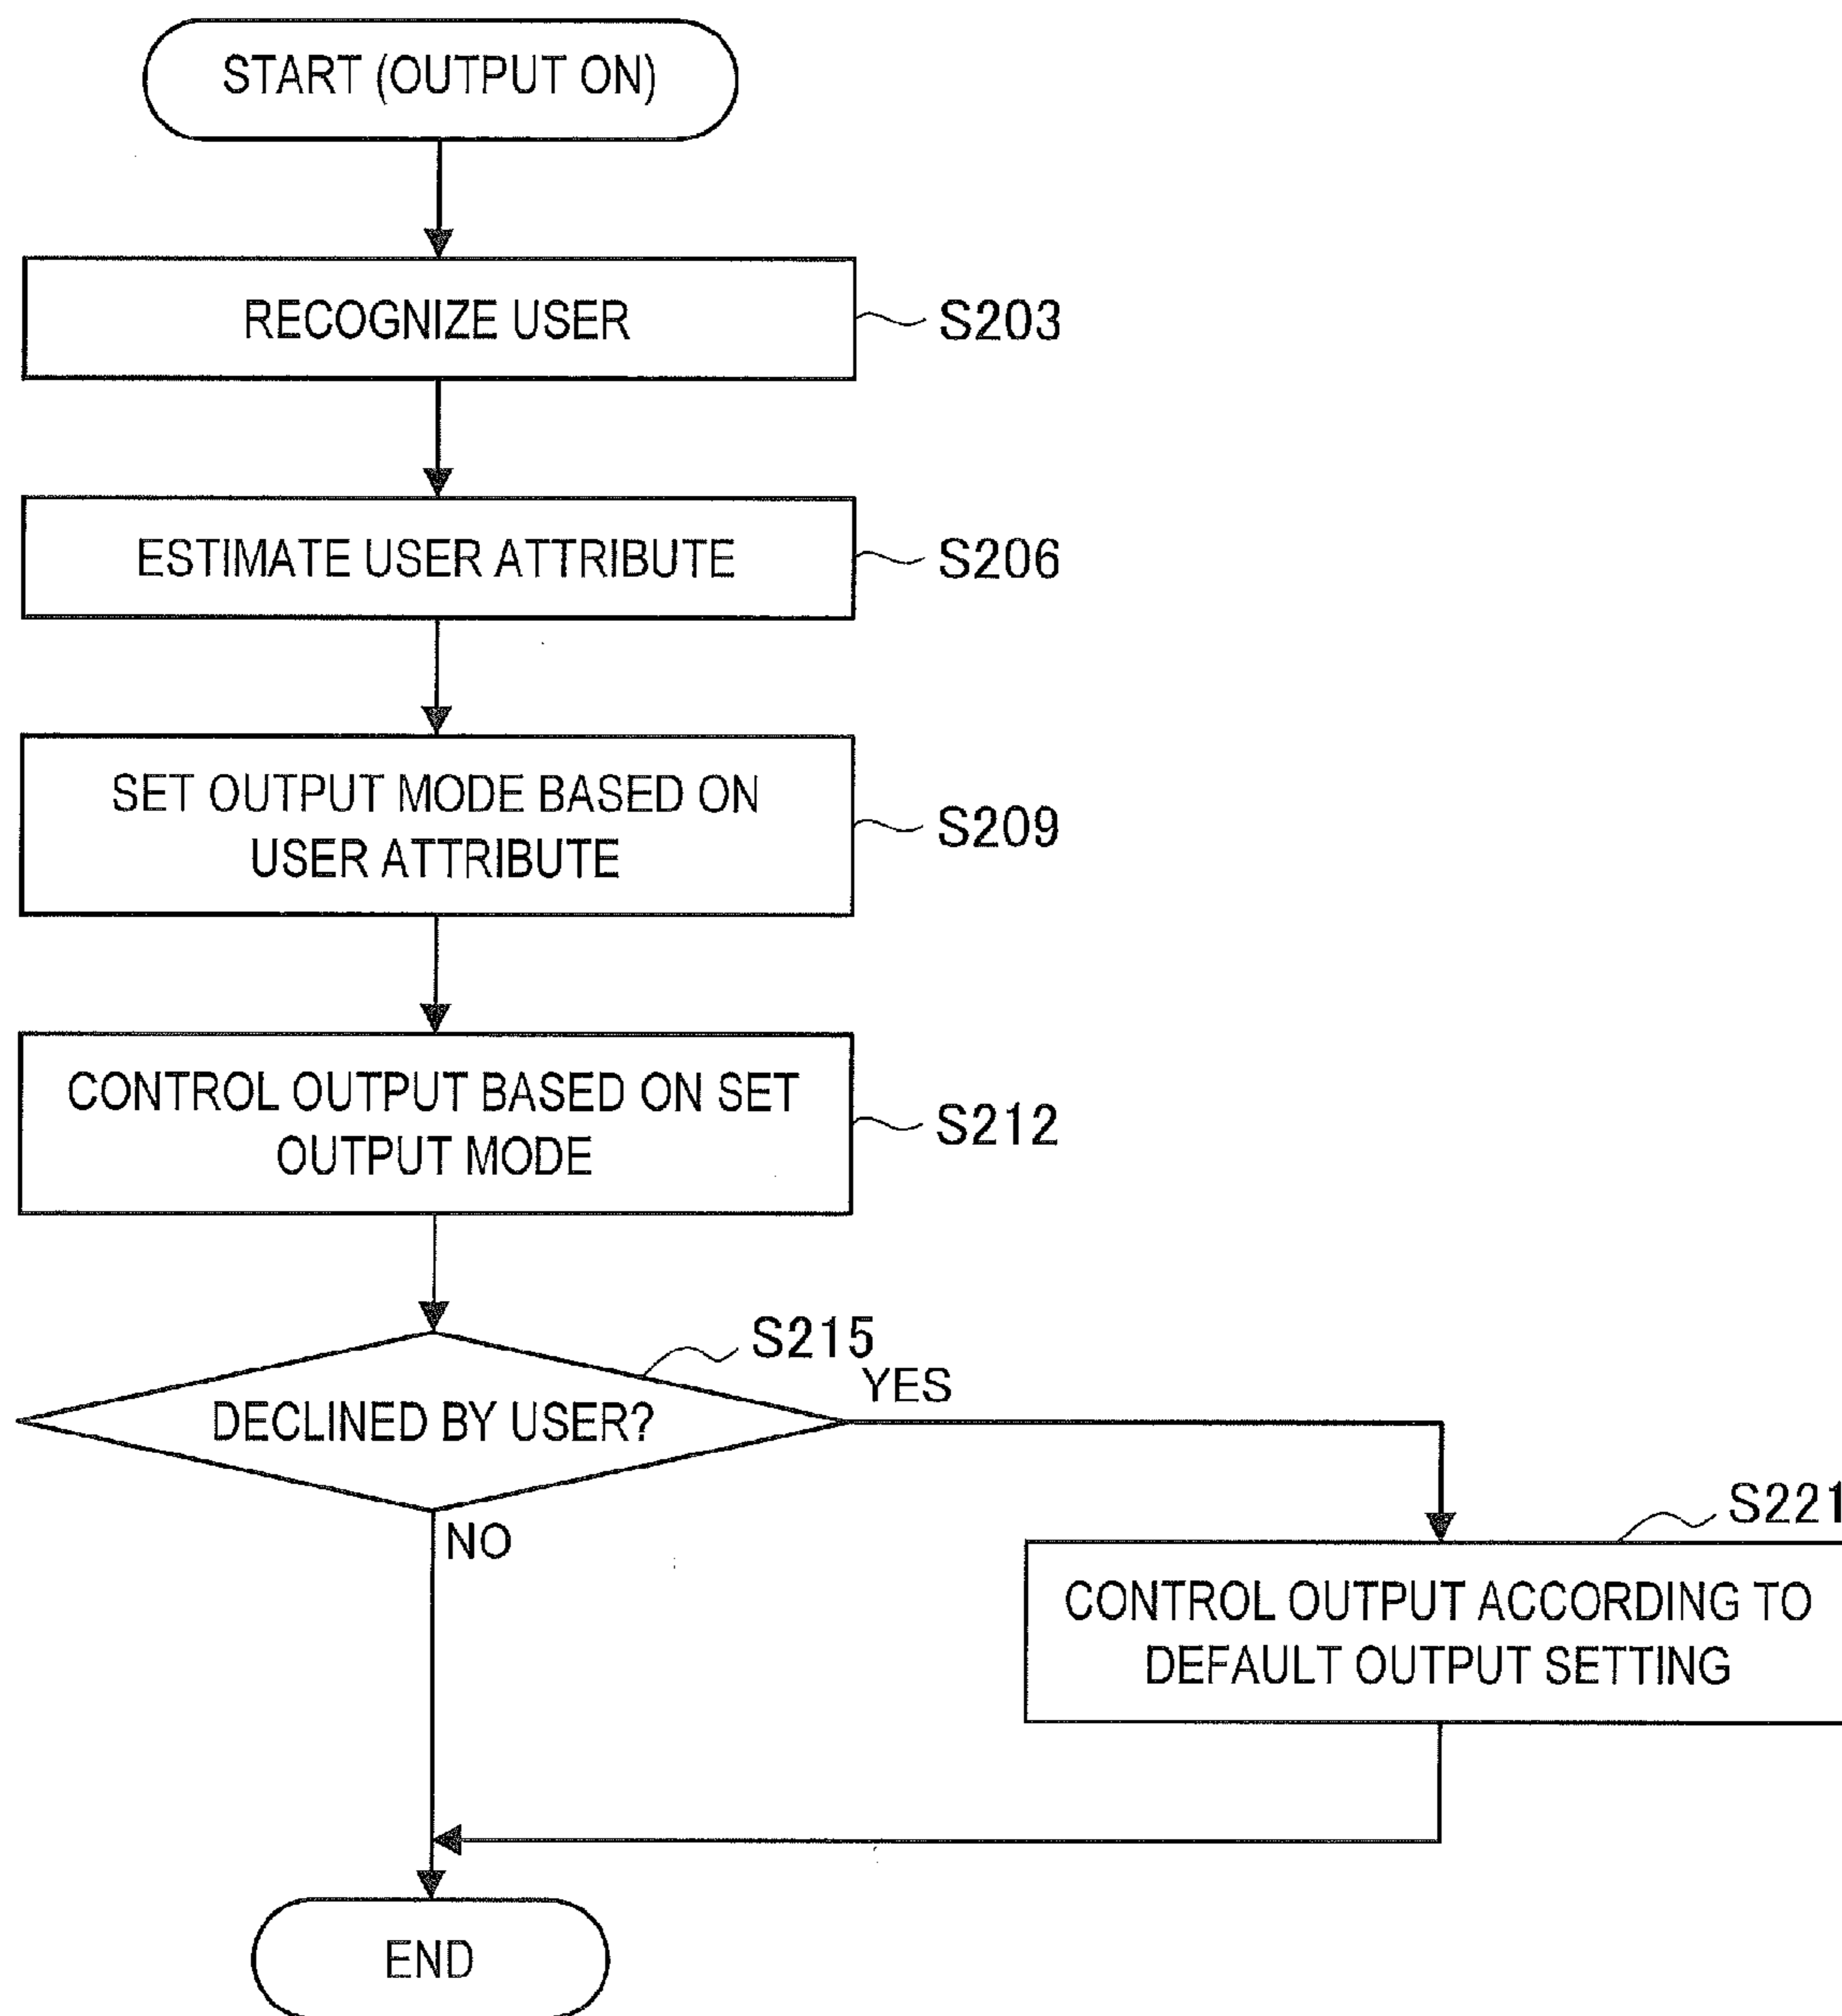 START (OUTPUT ON)
RECOGNIZE USER
S203
ESTIMATE USER ATTRIBUTE
S206
SET OUTPUT MODE BASED ON
USER ATTRIBUTE
S209
CONTROL OUTPUT BASED ON SET
OUTPUT MODE
S212
S215
DECLINED BY USER?
YES
NO
S221
CONTROL OUTPUT ACCORDING TO
DEFAULT OUTPUT SETTING
END